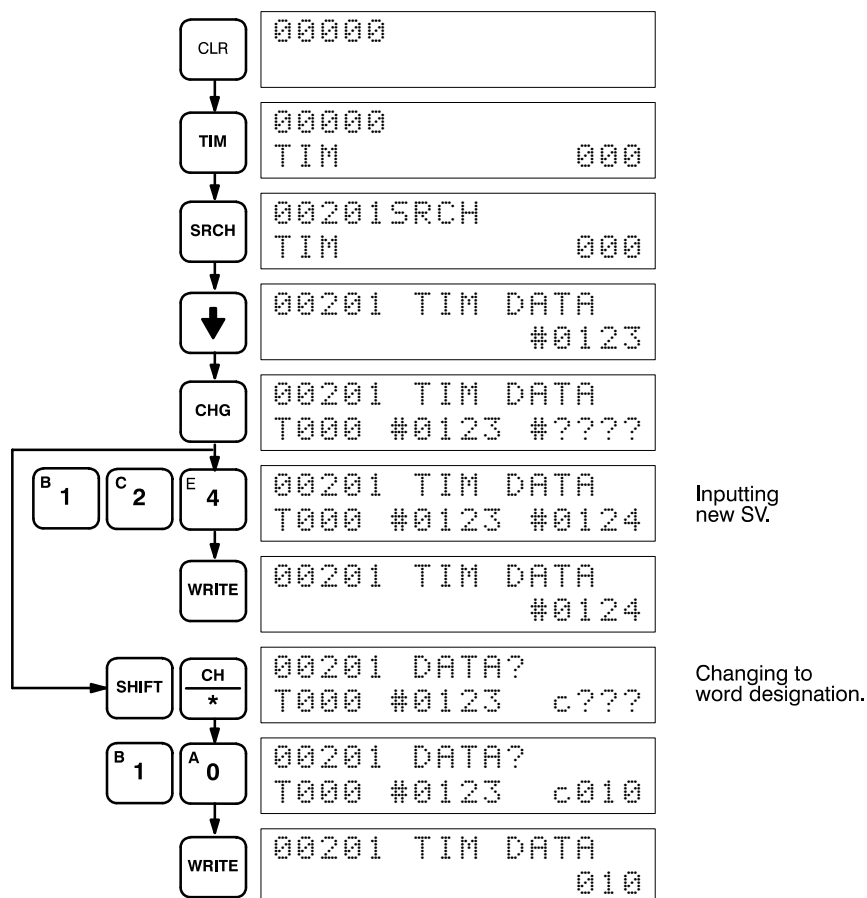 CLR
00000
TIM
00000
TIM 000
SRCH
00201SRCH
TIM 000
00201 TIM DATA
#0123
CHG
00201 TIM DATA
T000 #0123 #????
B 1 C 2 E 4
00201 TIM DATA
T000 #0123 #0124
Inputting
new SV.
WRITE
00201 TIM DATA
#0124
SHIFT CH
*
00201 DATA?
T000 #0123 c???
Changing to
word designation.
B 1 A 0
00201 DATA?
T000 #0123 c010
WRITE
00201 TIM DATA
010